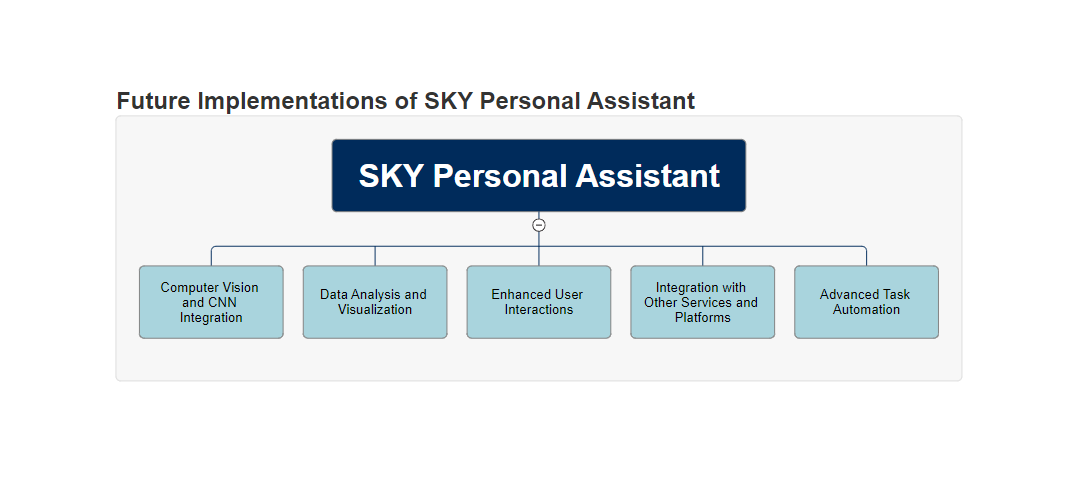 Future Implementations of SKY Personal Assistant
SKY Personal Assistant
Computer Vision
and CNN
Integration
Data Analysis and
Visualization
Enhanced User
Interactions
Integration with
Other Services and
Platforms
Advanced Task
Automation